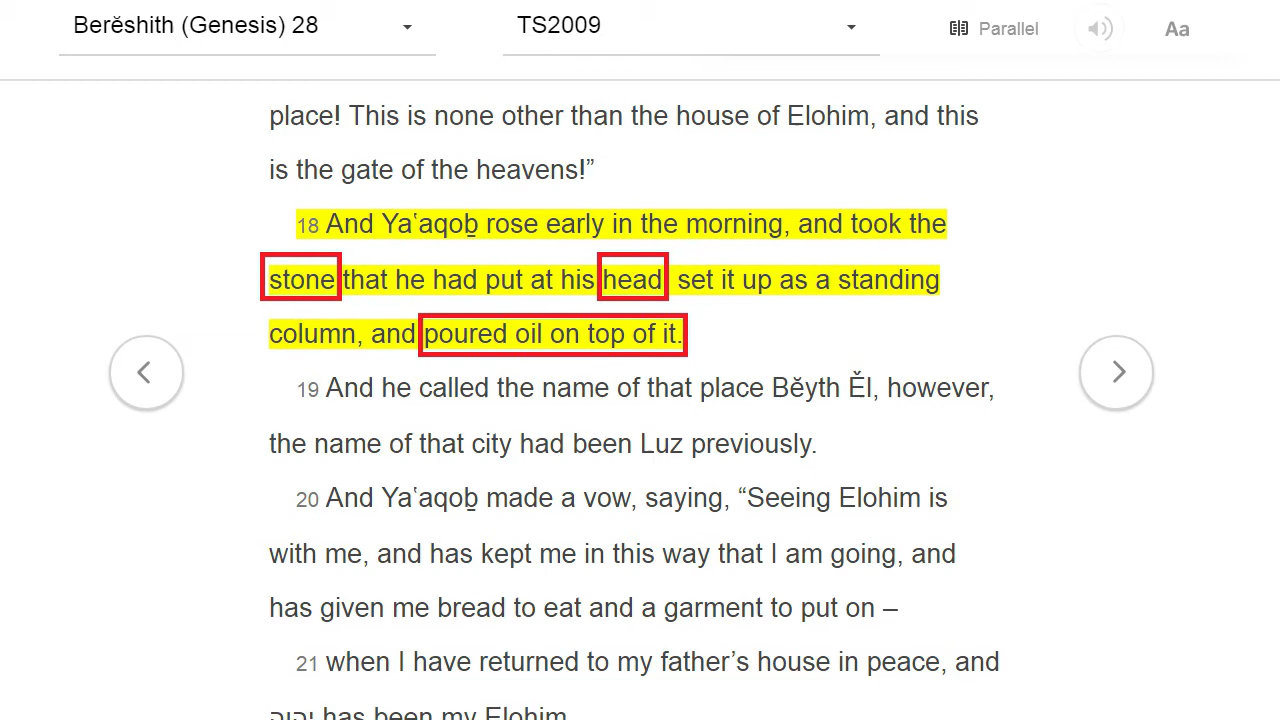 Berĕshith (Genesis) 28
TS2009
Parallel
Aa
place! This is none other than the house of Elohim, and this
is the gate of the heavens!”
18 And Yaʽaqoḇ rose early in the morning, and took the
stone that he had put at his head set it up as a standing
column, and poured oil on top of it.
19 And he called the name of that place Bĕyth Ěl, however,
the name of that city had been Luz previously.
20 And Yaʽaqoḇ made a vow, saying, “Seeing Elohim is
with me, and has kept me in this way that I am going, and
has given me bread to eat and a garment to put on –
21 when I have returned to my father’s house in peace, and
יהוה has been my Elohim